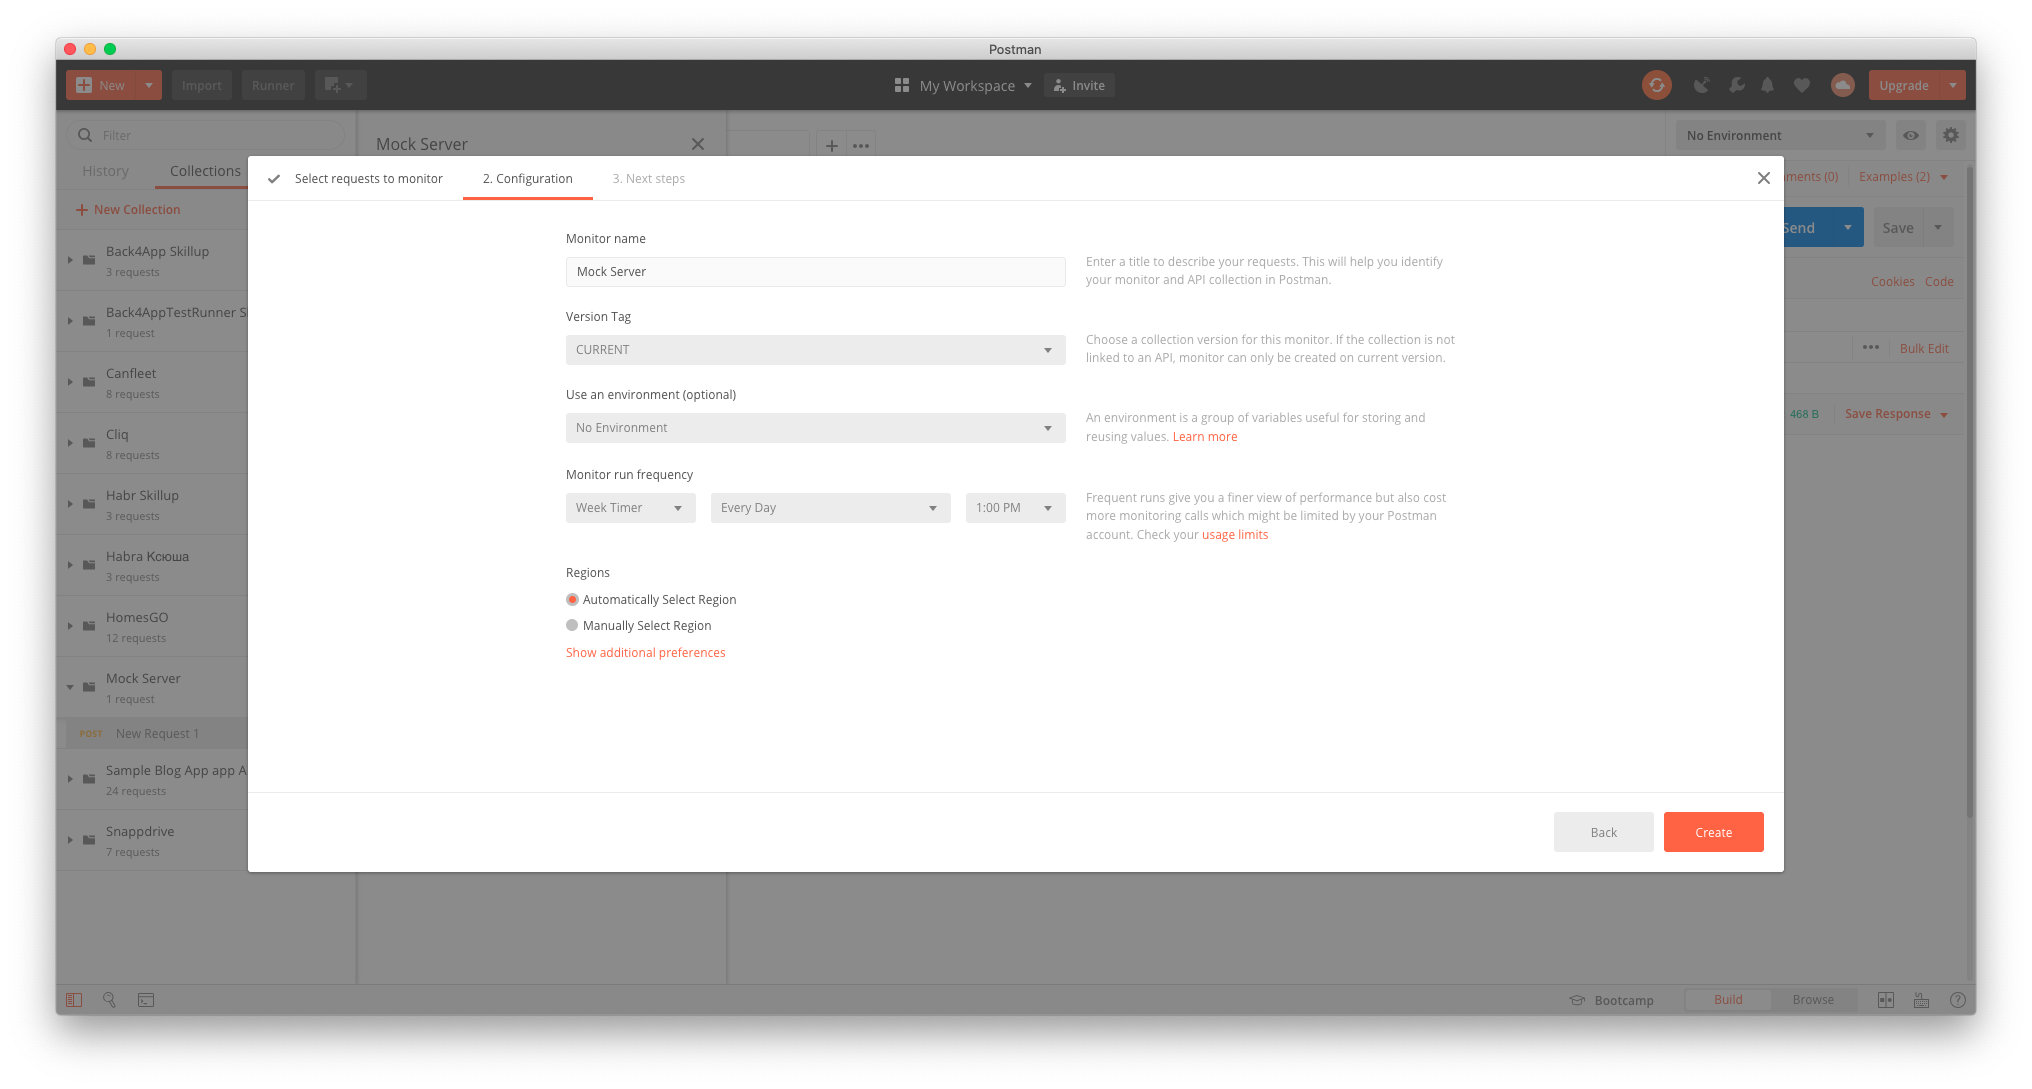 Postman
New
Import
Runner
My Workspace
Invite
Upgrade
Filter
History
Collections
New Collection
Back4App Skillup
3 requests
Back4AppTestRunner S
1 request
Canfleet
8 requests
Cliq
8 requests
Habr Skillup
3 requests
Habra Ксюша
3 requests
HomesGO
12 requests
Mock Server
1 request
POST New Request 1
Sample Blog App app A
24 requests
Snappdrive
7 requests
Mock Server
No Environment
ments (0)
Examples (2)
Send
Save
Cookies Code
Bulk Edit
468 B
Save Response
Select requests to monitor
2. Configuration
3. Next steps
Monitor name
Mock Server
Enter a title to describe your requests. This will help you identify
your monitor and API collection in Postman.
Version Tag
CURRENT
Choose a collection version for this monitor. If the collection is not
linked to an API, monitor can only be created on current version.
Use an environment (optional)
No Environment
An environment is a group of variables useful for storing and
reusing values. Learn more
Monitor run frequency
Week Timer
Every Day
1:00 PM
Frequent runs give you a finer view of performance but also cost
more monitoring calls which might be limited by your Postman
account. Check your usage limits
Regions
Automatically Select Region
Manually Select Region
Show additional preferences
Back
Create
Bootcamp
Build
Browse